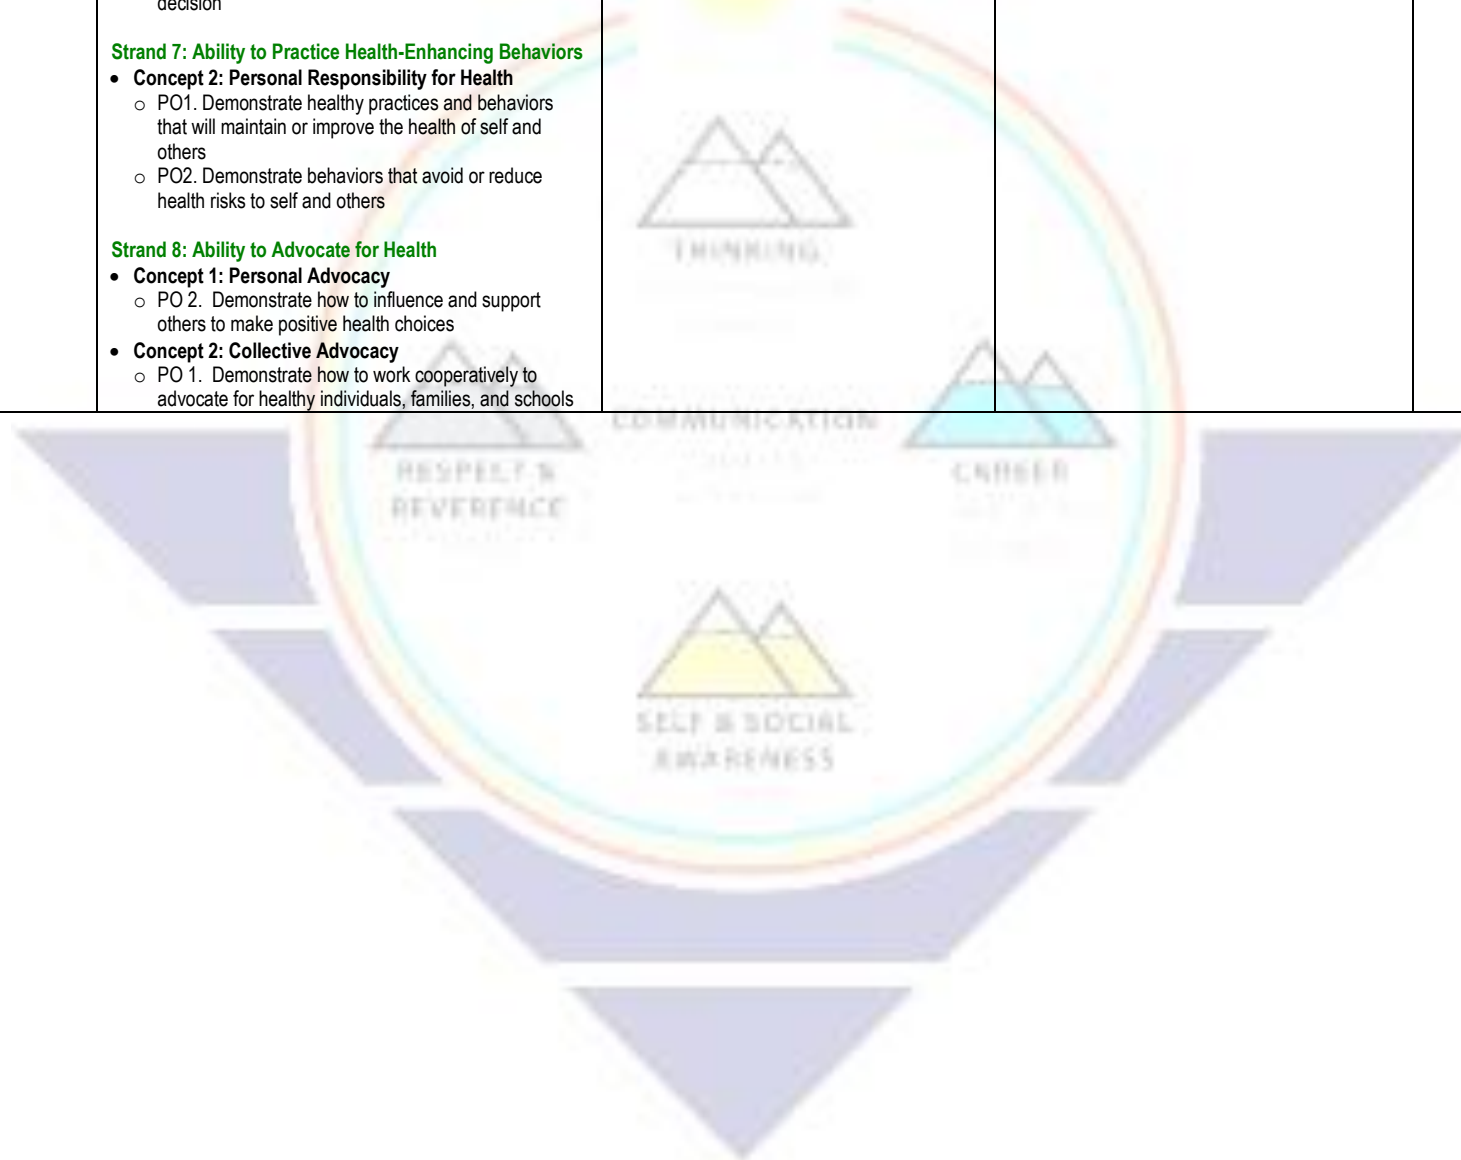 decision
Strand 7: Ability to Practice Health-Enhancing Behaviors
• Concept 2: Personal Responsibility for Health
o PO1. Demonstrate healthy practices and behaviors
that will maintain or improve the health of self and
others
o PO2. Demonstrate behaviors that avoid or reduce
health risks to self and others
Strand 8: Ability to Advocate for Health
• Concept 1: Personal Advocacy
o PO 2.  Demonstrate how to influence and support
others to make positive health choices
• Concept 2: Collective Advocacy
o PO 1.  Demonstrate how to work cooperatively to
advocate for healthy individuals, families, and schools
THINKING
COMMUNICATION
RESPECT &
REVERENCE
CAREER
SELF & SOCIAL
AWARENESS